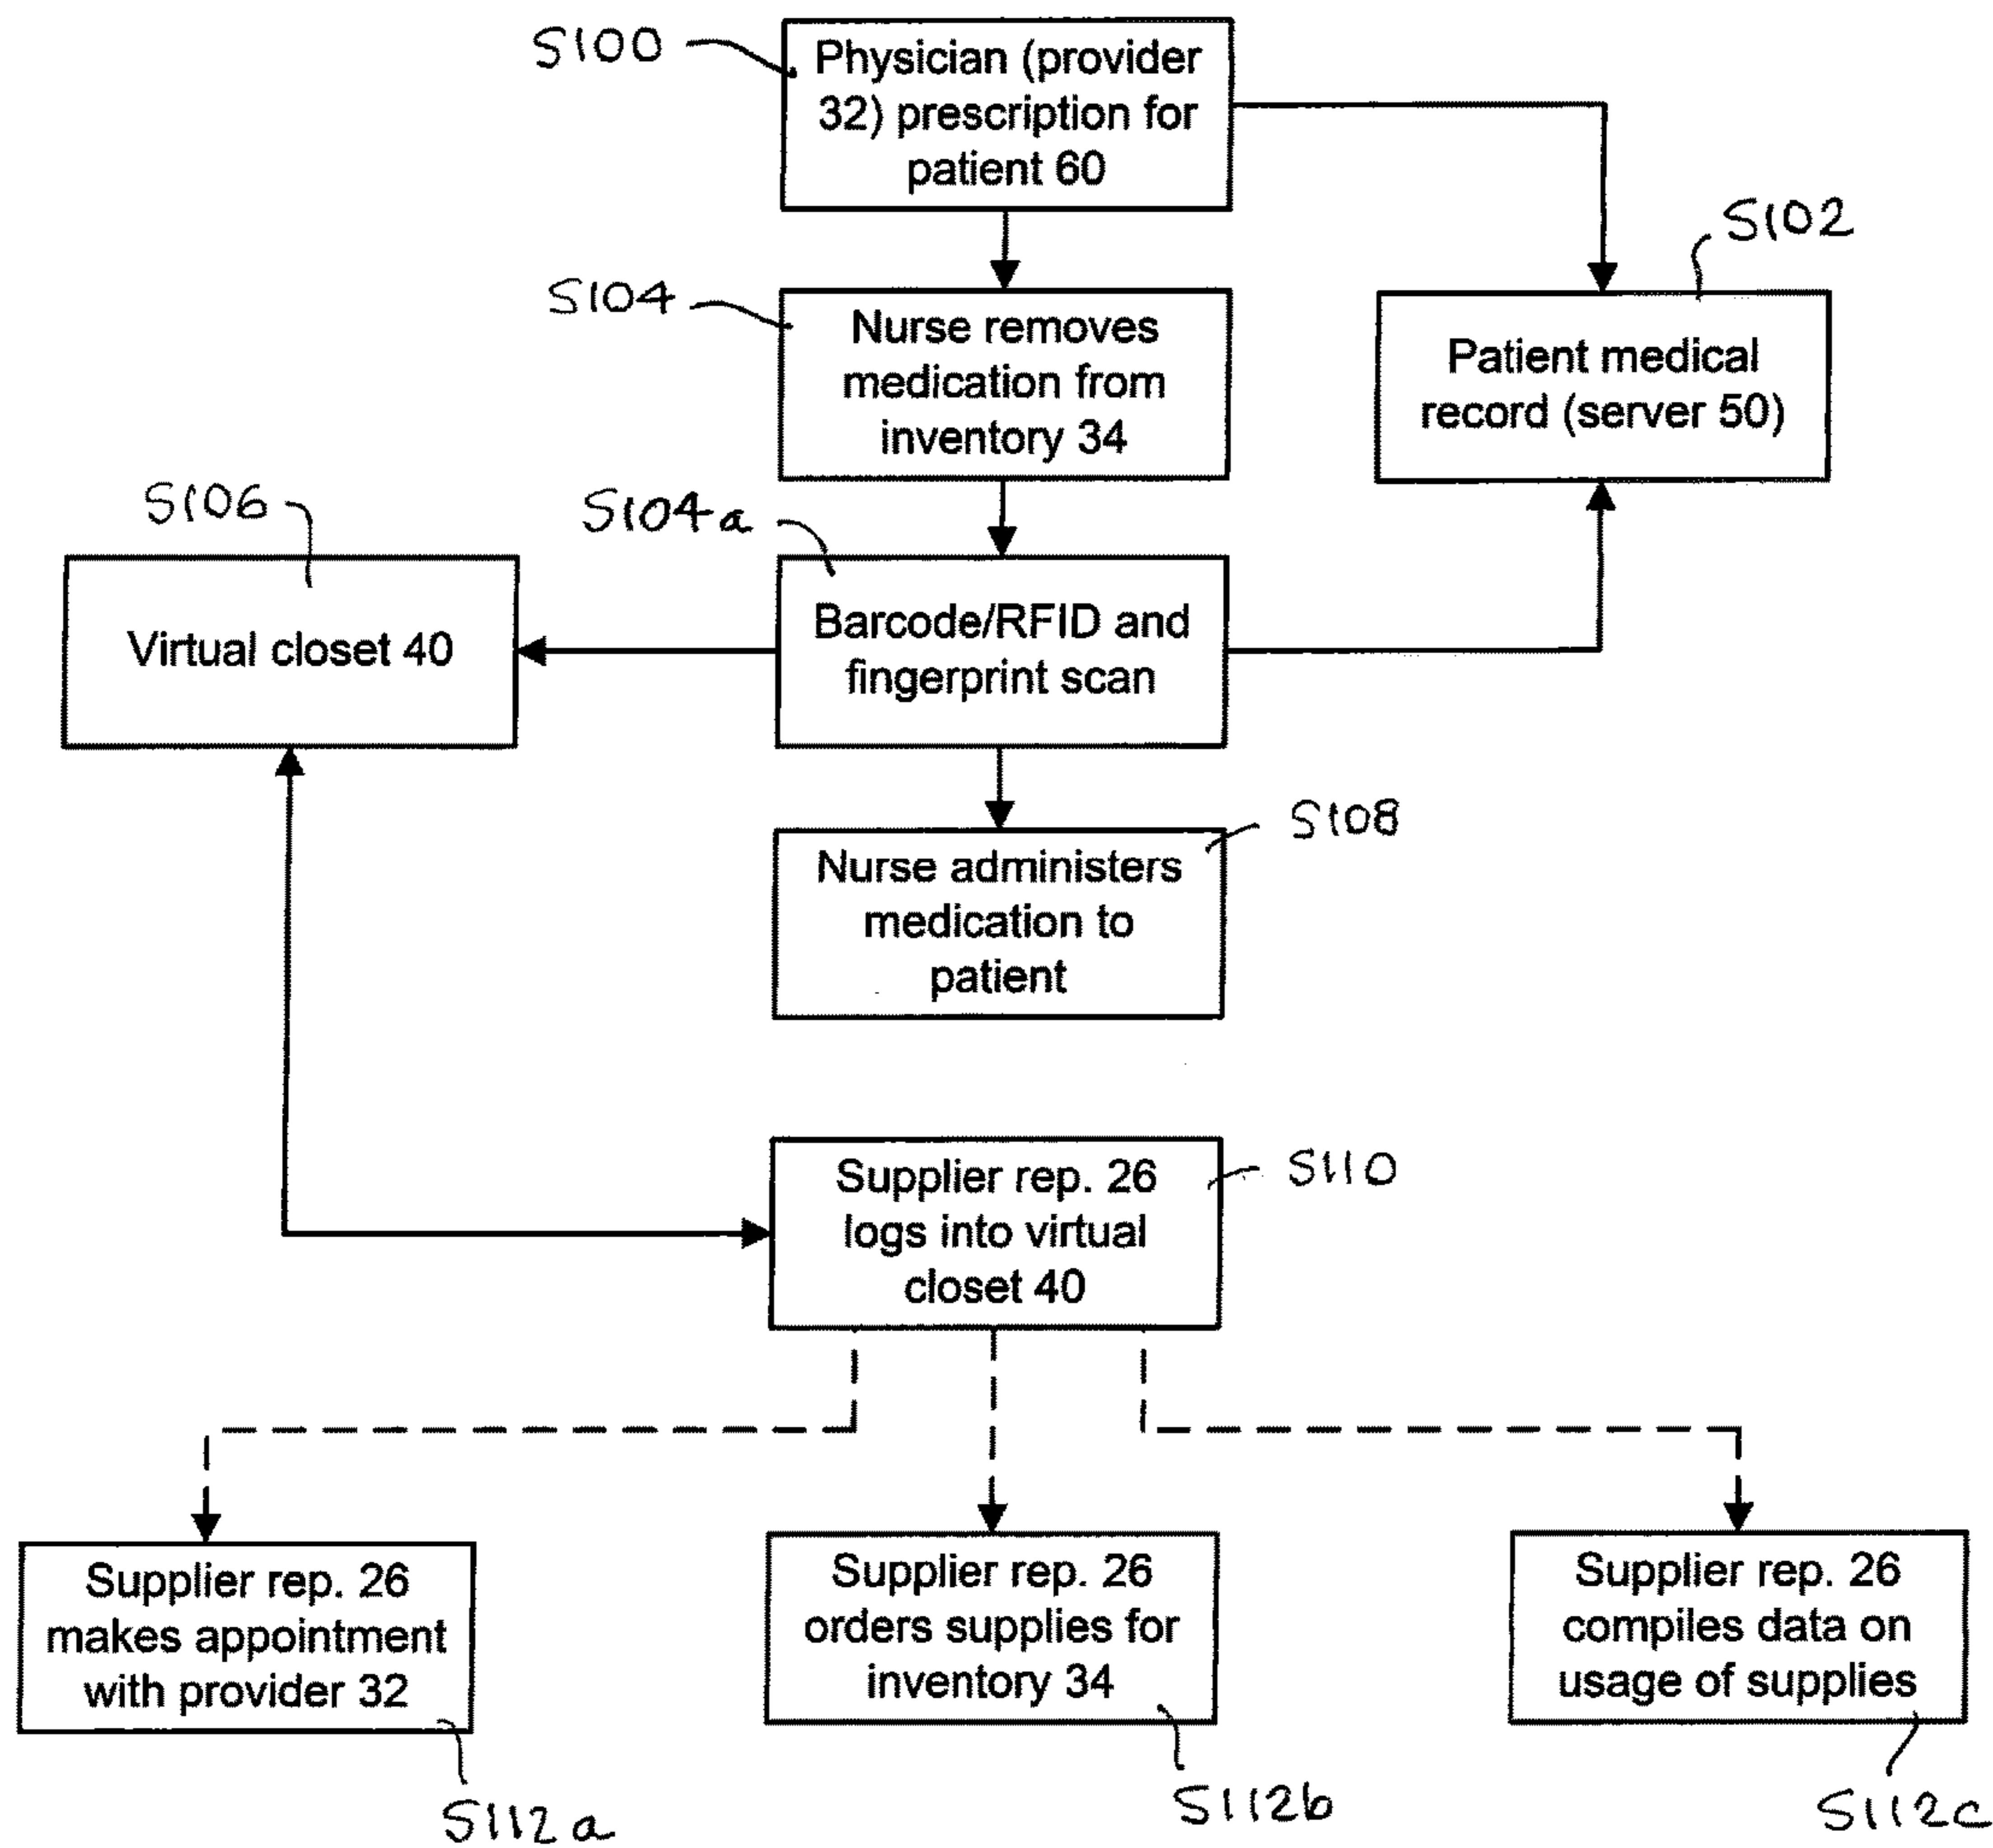 S100
Physician (provider
32) prescription for
patient 60
S102
S104
Nurse removes
medication from
inventory 34
Patient medical
record (server 50)
S106
S104a
Virtual closet 40
Barcode/RFID and
fingerprint scan
S108
Nurse administers
medication to
patient
S110
Supplier rep. 26
logs into virtual
closet 40
Supplier rep. 26
makes appointment
with provider 32
Supplier rep. 26
orders supplies for
inventory 34
Supplier rep. 26
compiles data on
usage of supplies
S112a
S112b
S112c